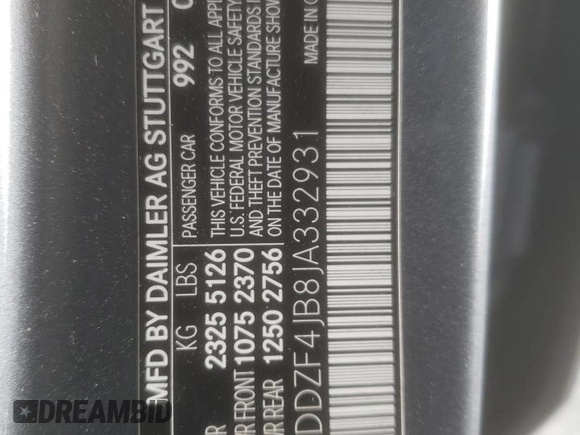 MFD BY DAIMLER AG STUTTGART
KG LBS PASSENGER CAR 992
2325 5126 THIS VEHICLE CONFORMS TO ALL
FRONT 1075 2370 U.S. FEDERAL MOTOR VEHICLE SAFETY
REAR 1250 2756 AND THEFT PREVENTION STANDARDS
ON THE DATE OF MANUFACTURE SHOW
DDZF4JB8JA332931 MADE IN
DREAMBID